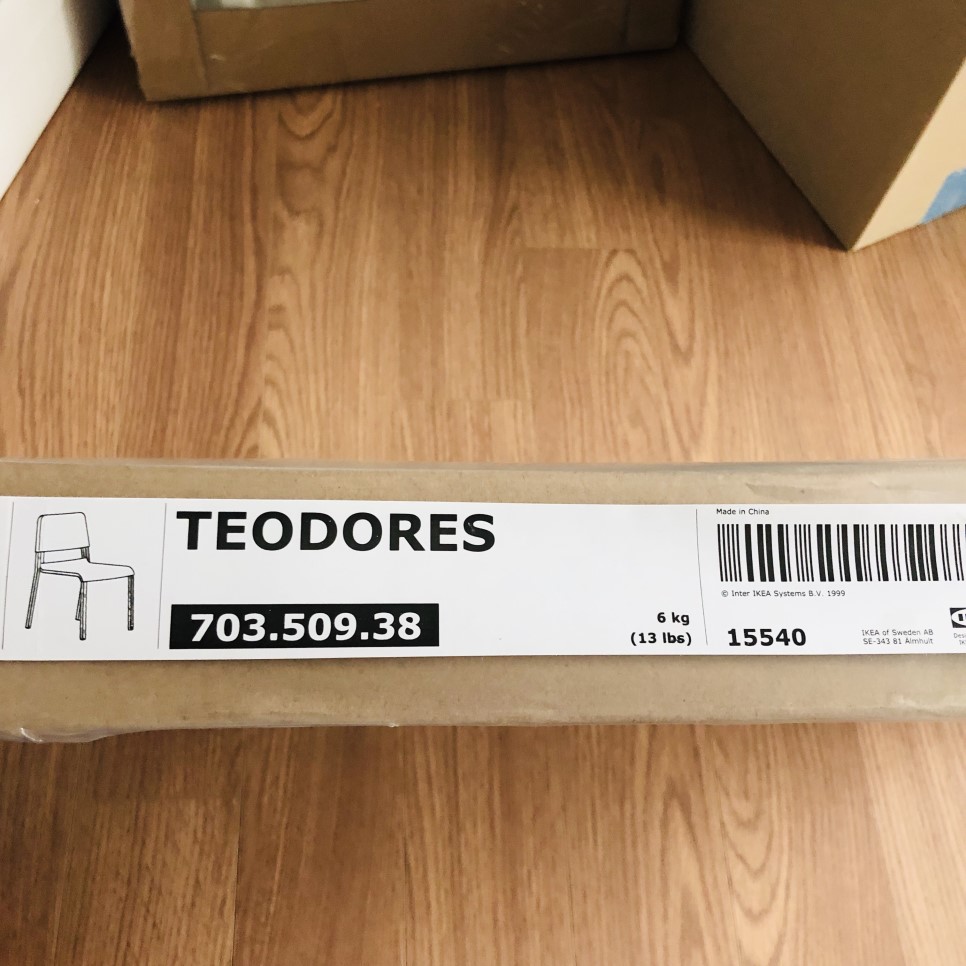 TEODORES
703.509.38
6 kg
(13 lbs)
Made in China
© Inter IKEA Systems B.V. 1999
15540
IKEA of Sweden AB
SE-343 81 Älmhult